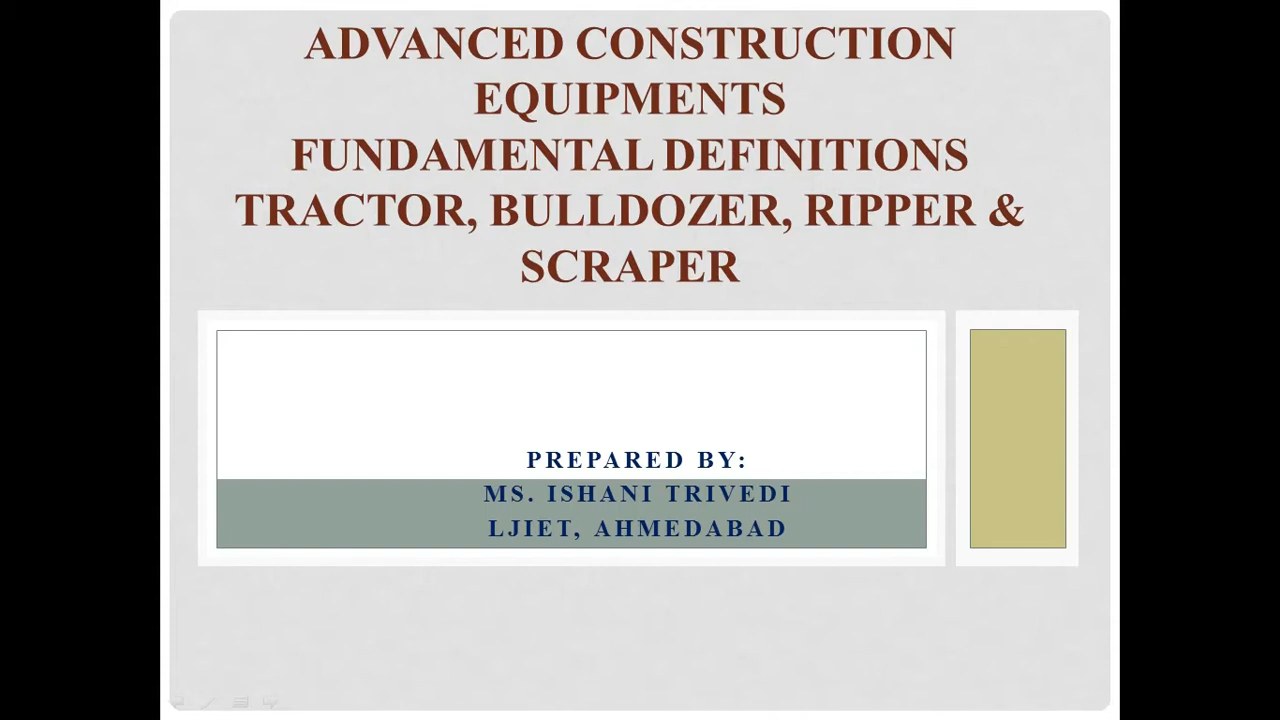 ADVANCED CONSTRUCTION
EQUIPMENTS
FUNDAMENTAL DEFINITIONS
TRACTOR, BULLDOZER, RIPPER &
SCRAPER
PREPARED BY:
MS. ISHANI TRIVEDI
LJIET, AHMEDABAD